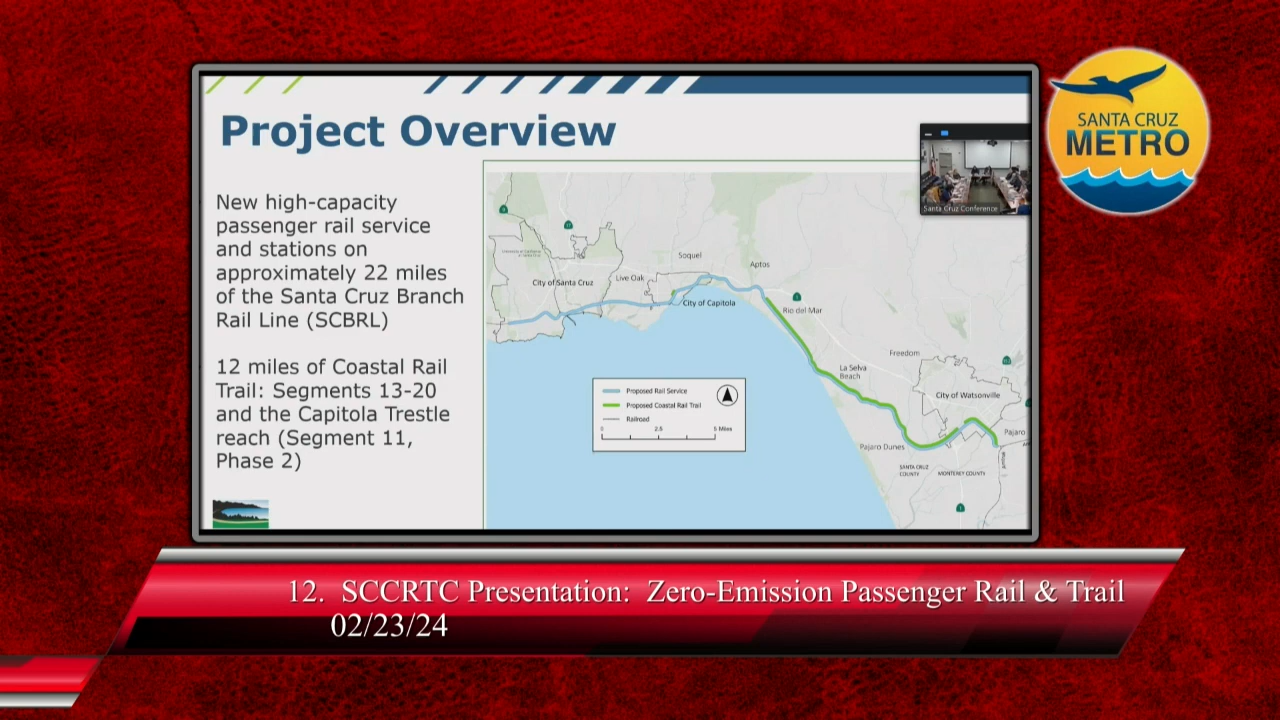 Project Overview
New high-capacity
passenger rail service
and stations on
approximately 22 miles
of the Santa Cruz Branch
Rail Line (SCBRL)
12 miles of Coastal Rail
Trail: Segments 13-20
and the Capitola Trestle
reach (Segment 11,
Phase 2)
SANTA CRUZ
METRO
Santa Cruz Conference
Soquel
Aptos
City of Santa Cruz
Live Oak
City of Capitola
Rio del Mar
Freedom
La Selva
Beach
City of Watsonville
Pajaro
Pajaro Dunes
SANTA CRUZ
COUNTY
MONTEREY COUNTY
Proposed Rail Service
Proposed Coastal Rail Trail
Railroad
0 2.5 5 Miles
12. SCCRTC Presentation: Zero-Emission Passenger Rail & Trail
02/23/24